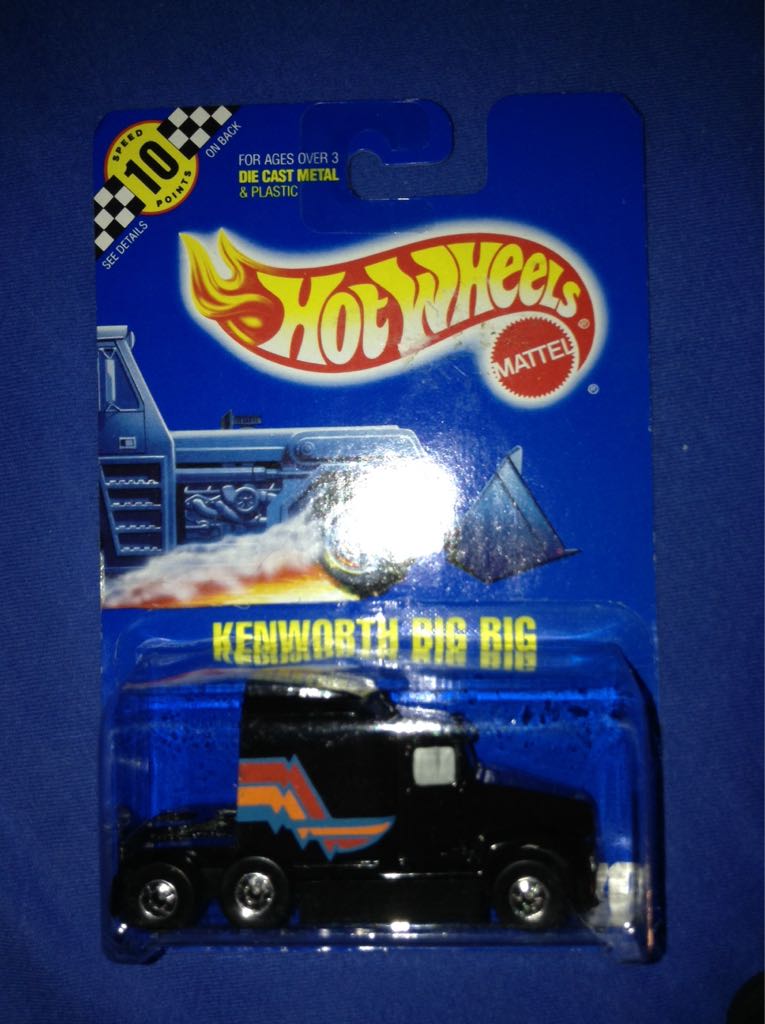 SPEED
10
POINTS
ON BACK
SEE DETAILS
FOR AGES OVER 3
DIE CAST METAL
& PLASTIC
HOT WHEELS®
MATTEL
®
KENWORTH BIG RIG